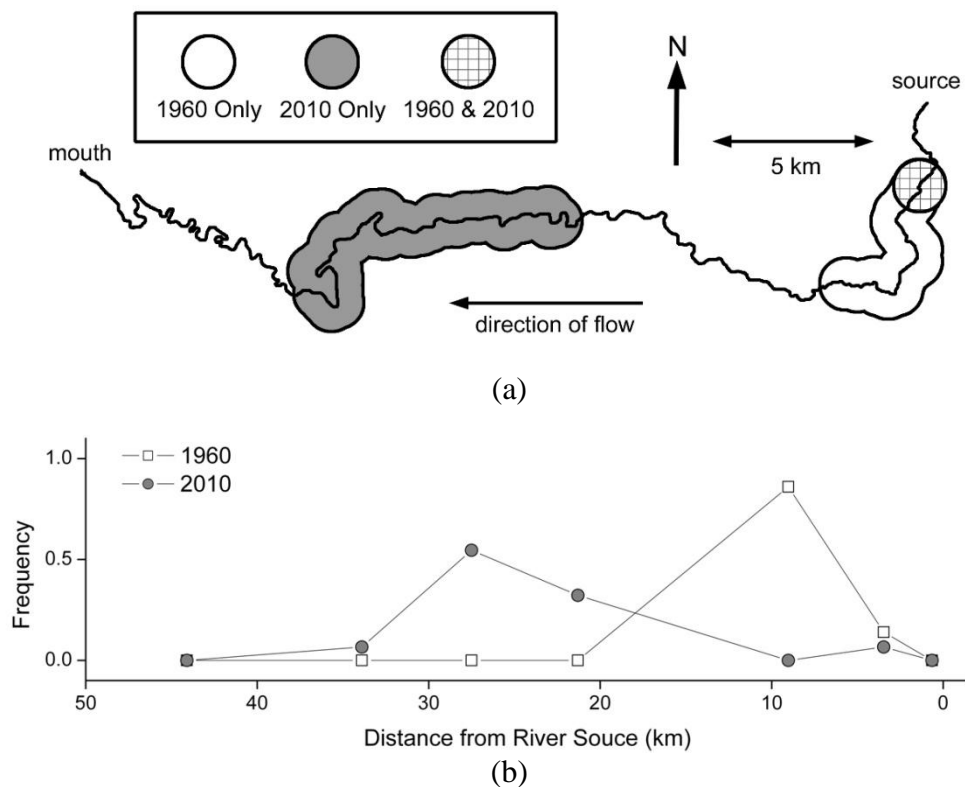 1960 Only 2010 Only 1960 & 2010
N
source
mouth
5 km
direction of flow
(a)
1960
2010
1.0
0.5
0.0
Frequency
50 40 30 20 10 0
Distance from River Souce (km)
(b)